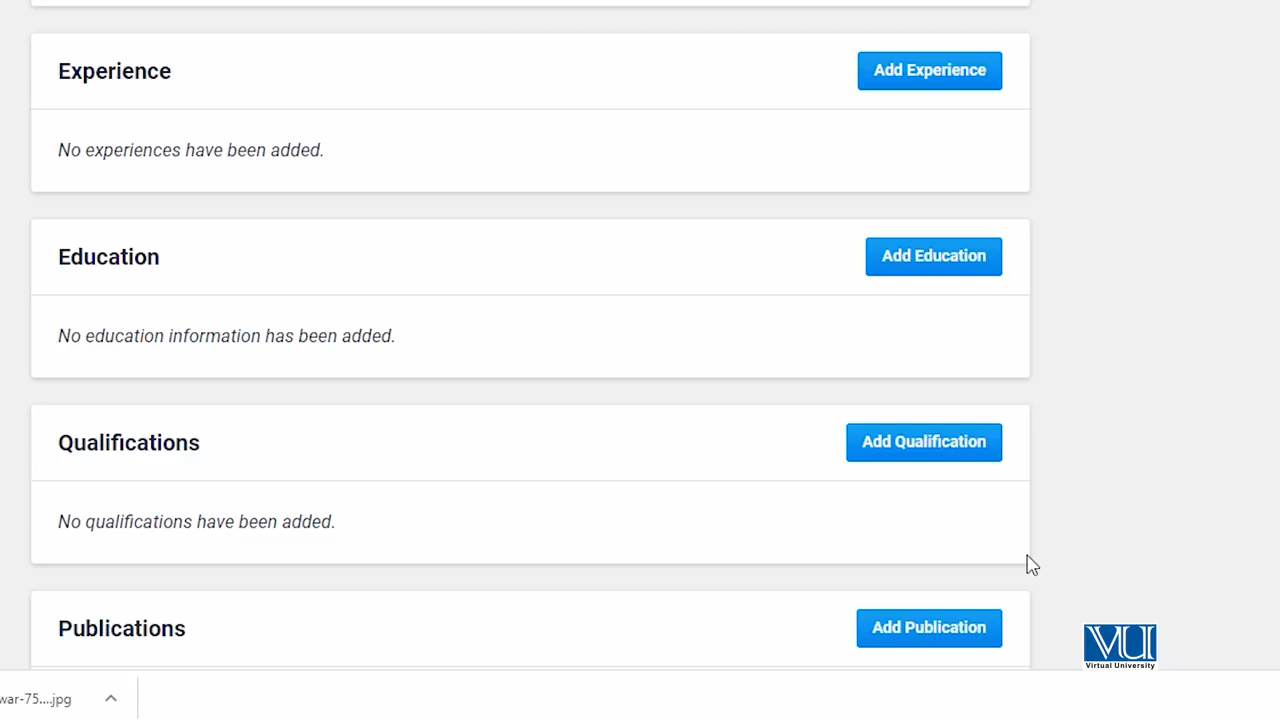 Experience
Add Experience
No experiences have been added.
Education
Add Education
No education information has been added.
Qualifications
Add Qualification
No qualifications have been added.
Publications
Add Publication
VU
Virtual University
war-75....jpg